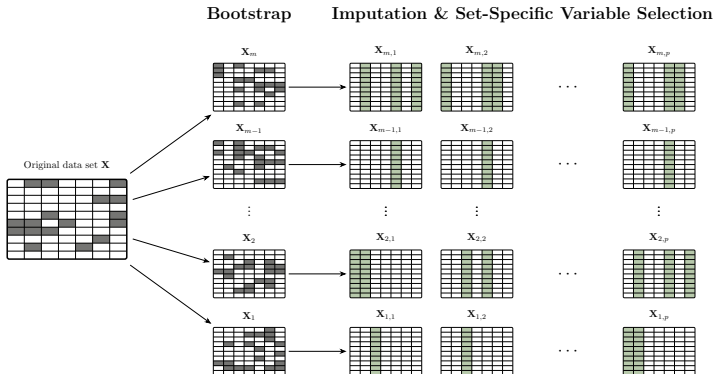 Bootstrap Imputation & Set-Specific Variable Selection
X_m X_{m,1} X_{m,2} X_{m,p}
. . .
X_{m−1} X_{m−1,1} X_{m−1,2} X_{m−1,p}
. . .
Original data set X
⋮ ⋮ ⋮ ⋮
X_2 X_{2,1} X_{2,2} X_{2,p}
. . .
X_1 X_{1,1} X_{1,2} X_{1,p}
. . .